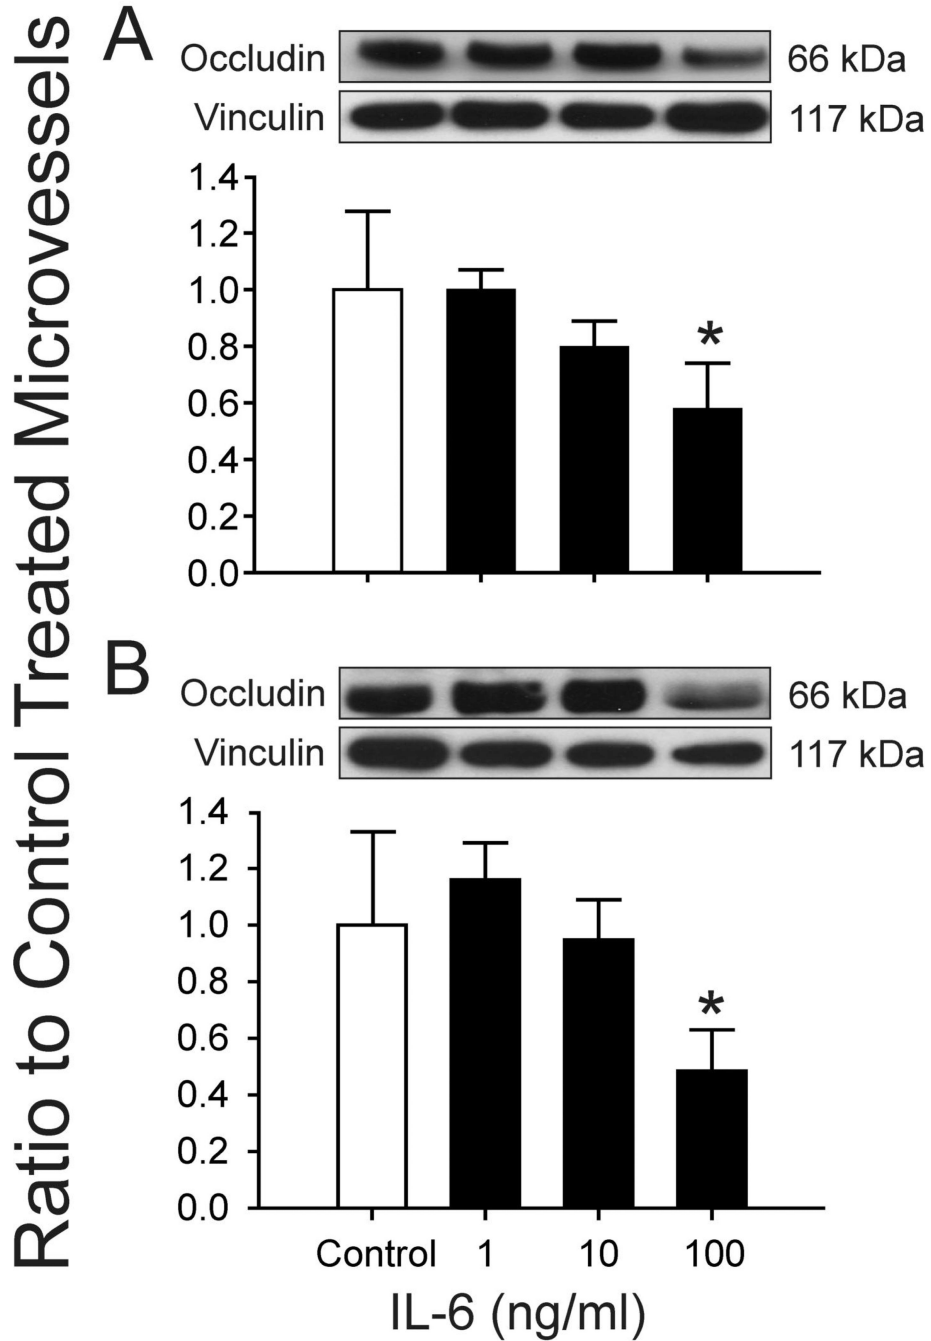 Ratio to Control Treated Microvessels
A
Occludin 66 kDa
Vinculin 117 kDa
1.4
1.2
1.0
0.8
*
0.6
0.4
0.2
0.0
B
Occludin 66 kDa
Vinculin 117 kDa
1.4
1.2
1.0
0.8
*
0.6
0.4
0.2
0.0
Control 1 10 100
IL-6 (ng/ml)